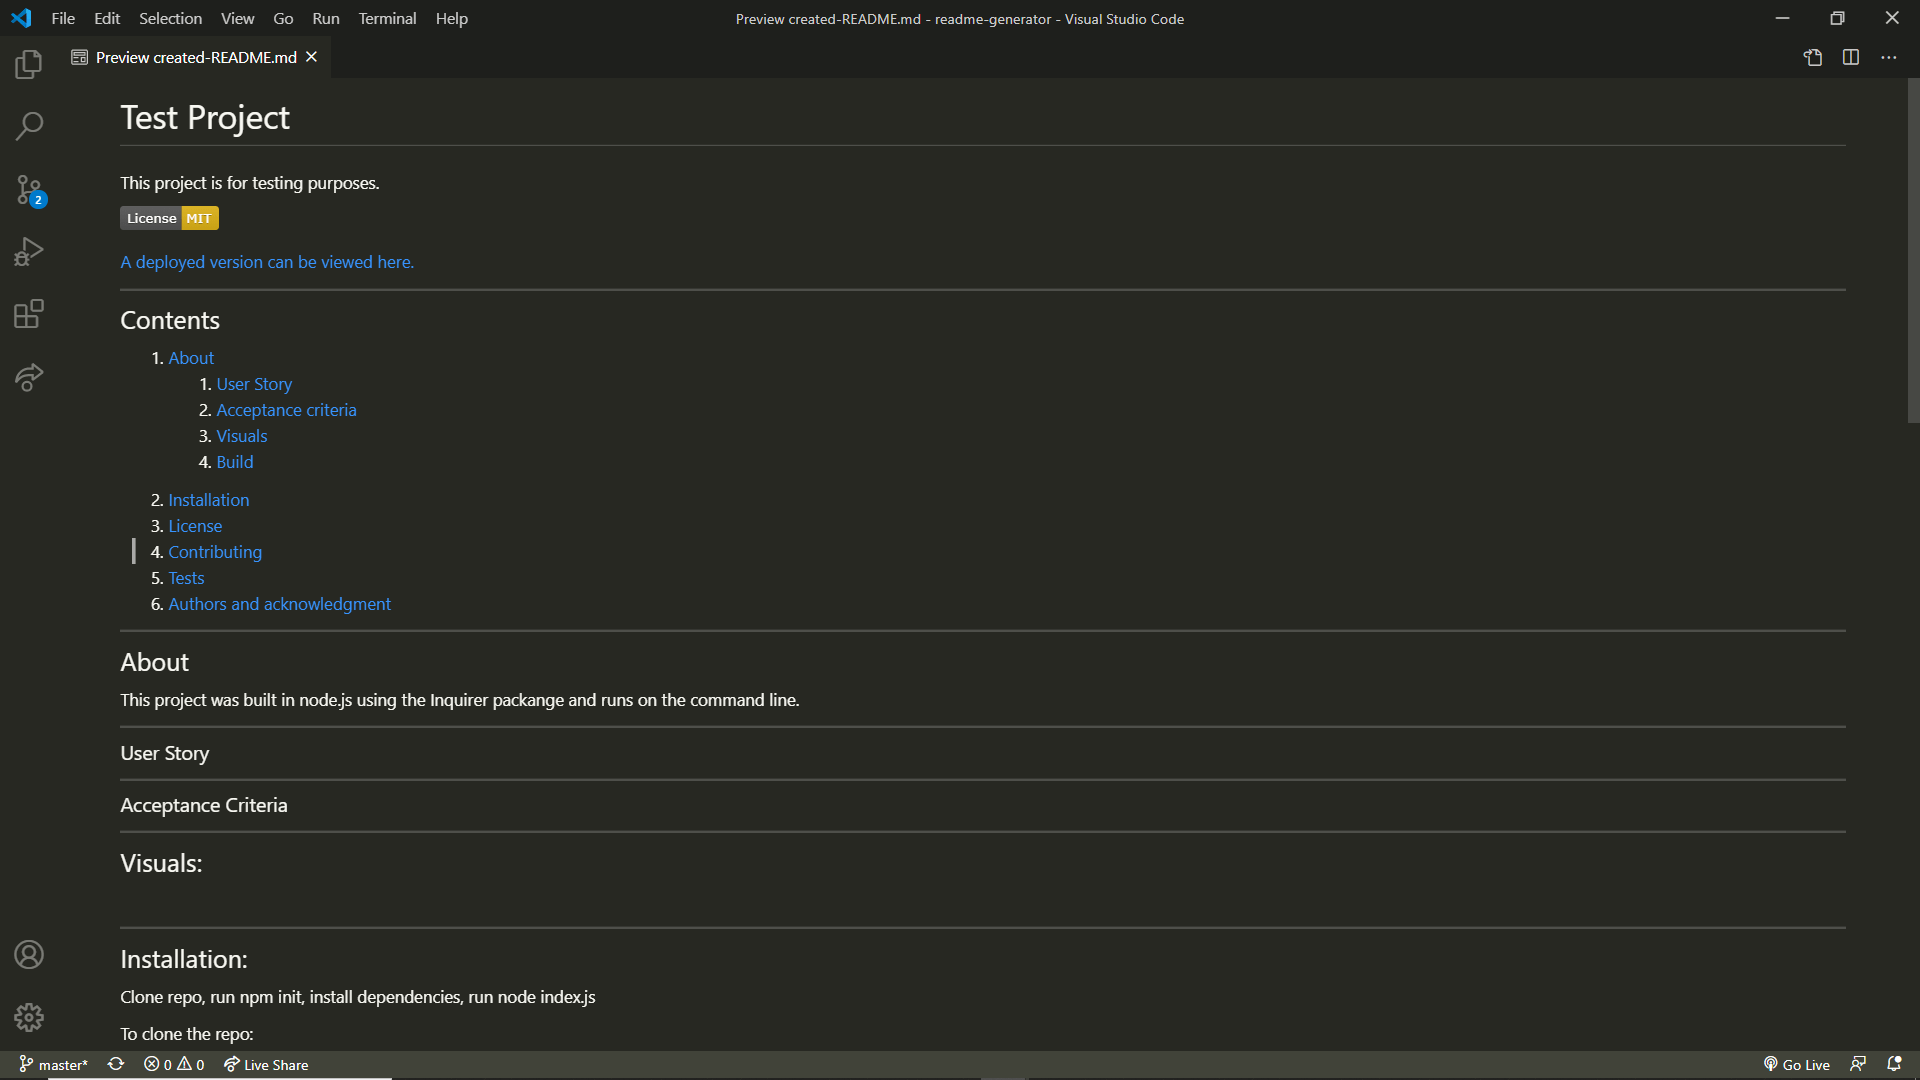 File Edit Selection View Go Run Terminal Help
Preview created-README.md - readme-generator - Visual Studio Code
Preview created-README.md
Test Project
This project is for testing purposes.
License MIT
A deployed version can be viewed here.
2
Contents
1. About
1. User Story
2. Acceptance criteria
3. Visuals
4. Build
2. Installation
3. License
4. Contributing
5. Tests
6. Authors and acknowledgment
About
This project was built in node.js using the Inquirer packange and runs on the command line.
User Story
Acceptance Criteria
Visuals:
Installation:
Clone repo, run npm init, install dependencies, run node index.js
To clone the repo:
master* 0 0 Live Share Go Live